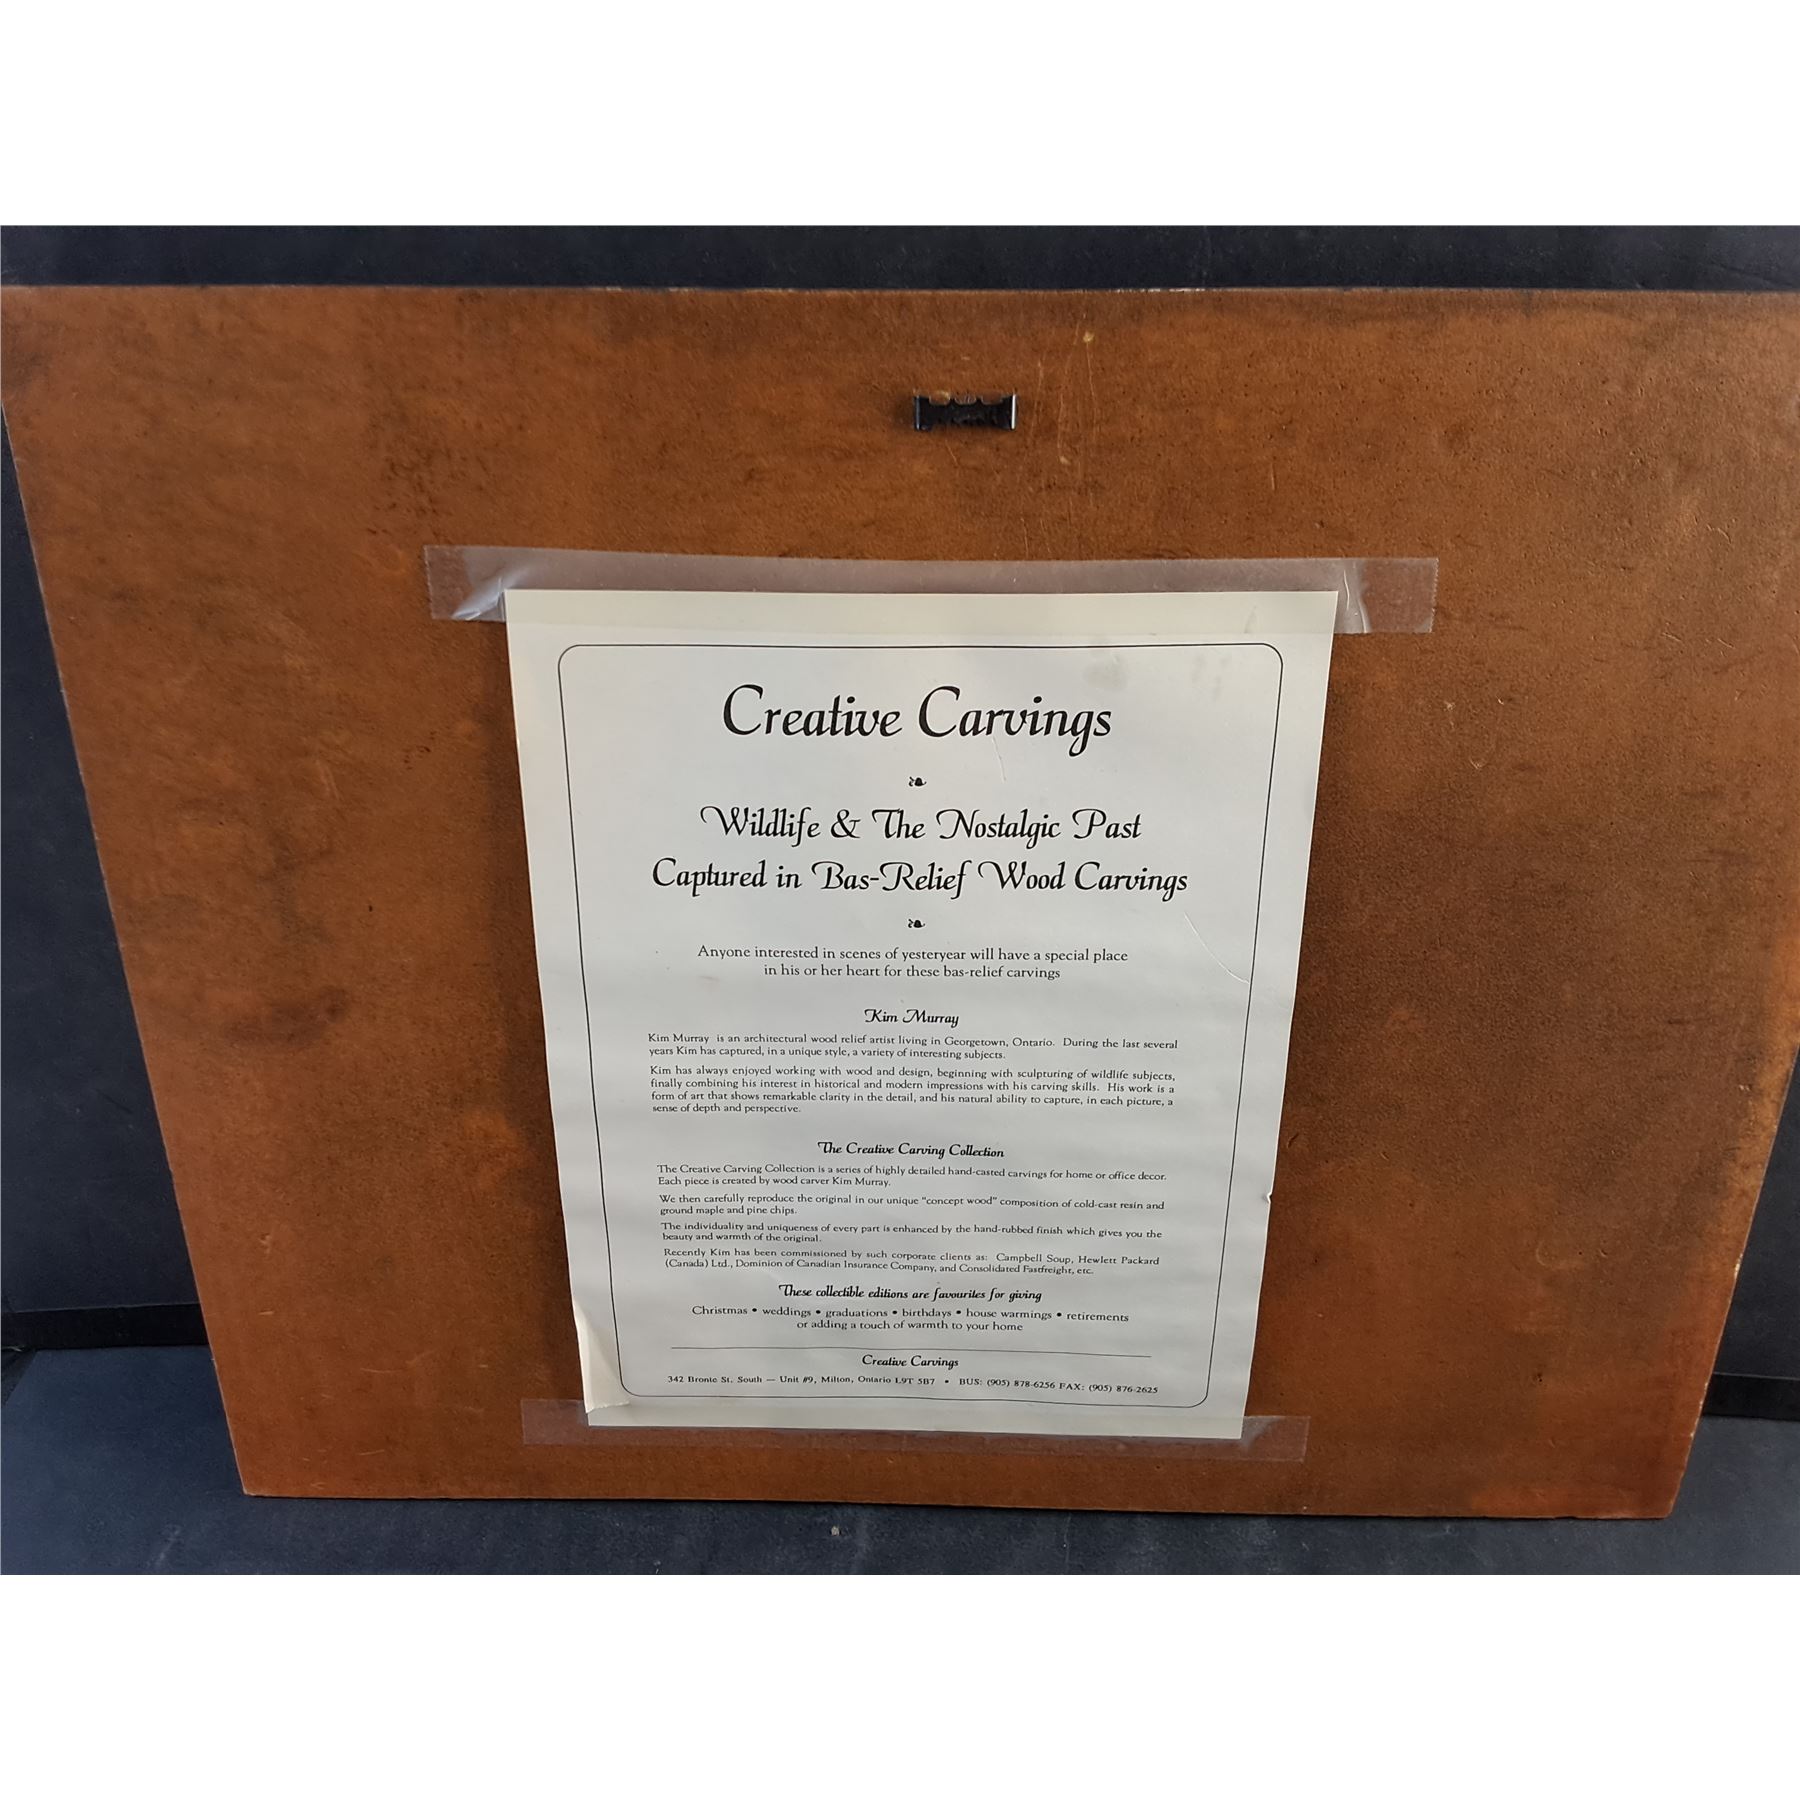 Creative Carvings
Wildlife & The Nostalgic Past
Captured in Bas-Relief Wood Carvings
Anyone interested in scenes of yesteryear will have a special place
in his or her heart for these bas-relief carvings
Kim Murray
Kim Murray is an architectural wood relief artist living in Georgetown, Ontario. During the last several
years Kim has captured, in a unique style, a variety of interesting subjects.
Kim has always enjoyed working with wood and design, beginning with sculpturing of wildlife subjects,
finally combining his interest in historical and modern impressions with his carving skills. His work is a
form of art that shows remarkable clarity in the detail, and his natural ability to capture, in each picture, a
sense of depth and perspective.
The Creative Carving Collection
The Creative Carving Collection is a series of highly detailed hand-casted carvings for home or office decor.
Each piece is created by wood carver Kim Murray.
We then carefully reproduce the original in our unique "concept wood" composition of cold-cast resin and
ground maple and pine chips.
The individuality and uniqueness of every part is enhanced by the hand-rubbed finish which gives you the
beauty and warmth of the original.
Recently Kim has been commissioned by such corporate clients as: Campbell Soup, Hewlett Packard
(Canada) Ltd., Dominion of Canadian Insurance Company, and Consolidated Fastfreight, etc.
These collectible editions are favourites for giving
Christmas • weddings • graduations • birthdays • house warmings • retirements
or adding a touch of warmth to your home
Creative Carvings
342 Bronte St. South — Unit #9, Milton, Ontario L9T 5B7 • BUS: (905) 878-6256 FAX: (905) 876-2625